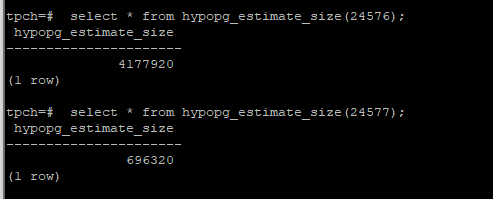 tpch=#  select * from hypopg_estimate_size(24576);
 hypopg_estimate_size
----------------------
              4177920
(1 row)

tpch=#  select * from hypopg_estimate_size(24577);
 hypopg_estimate_size
----------------------
               696320
(1 row)